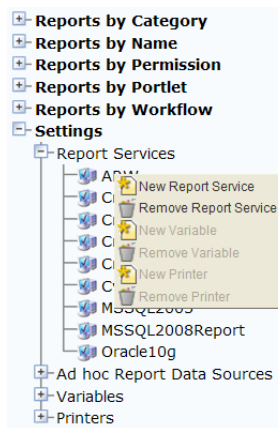 Reports by Category
Reports by Name
Reports by Permission
Reports by Portlet
Reports by Workflow
Settings
Report Services
New Report Service
Remove Report Service
New Variable
Remove Variable
New Printer
Remove Printer
MSSQL2005
MSSQL2008Report
Oracle10g
Ad hoc Report Data Sources
Variables
Printers